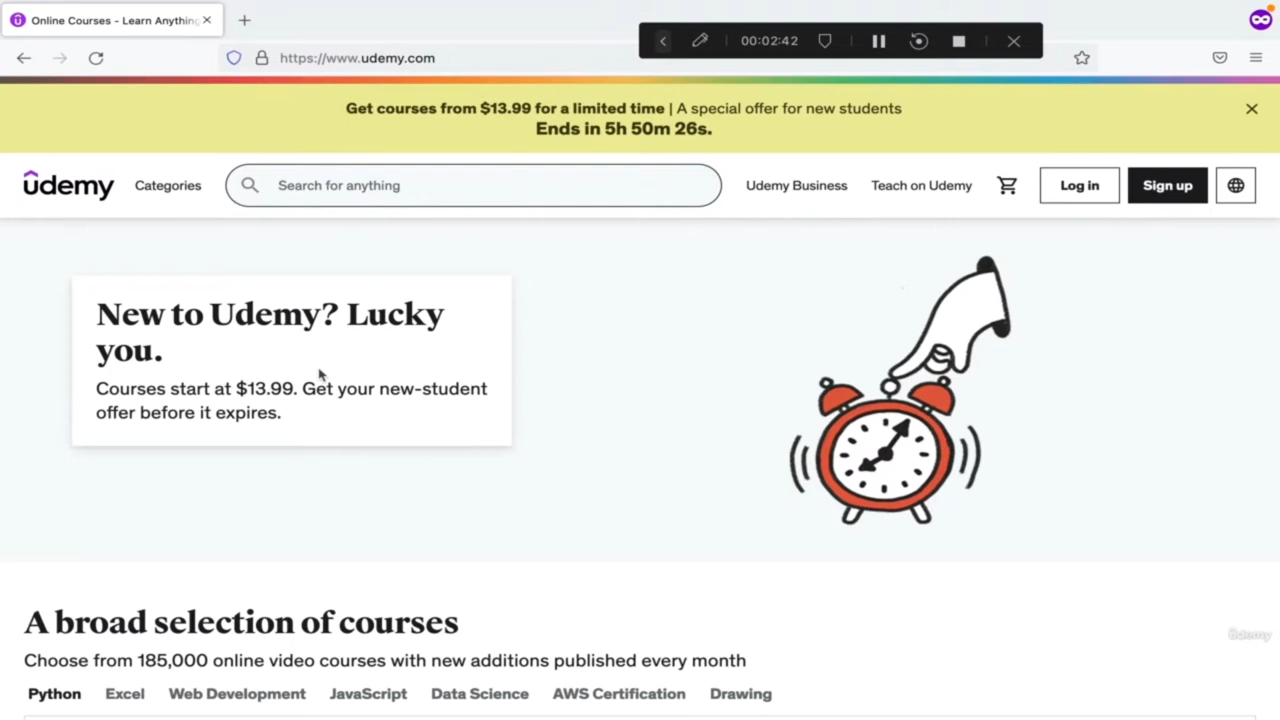 Online Courses - Learn Anything
00:02:42
https://www.udemy.com
Get courses from $13.99 for a limited time | A special offer for new students
Ends in 5h 50m 26s.
ûdemy
Categories
Search for anything
Udemy Business
Teach on Udemy
Log in
Sign up
New to Udemy? Lucky
you.
Courses start at $13.99. Get your new-student
offer before it expires.
A broad selection of courses
Choose from 185,000 online video courses with new additions published every month
Python
Excel
Web Development
JavaScript
Data Science
AWS Certification
Drawing
ûdemy